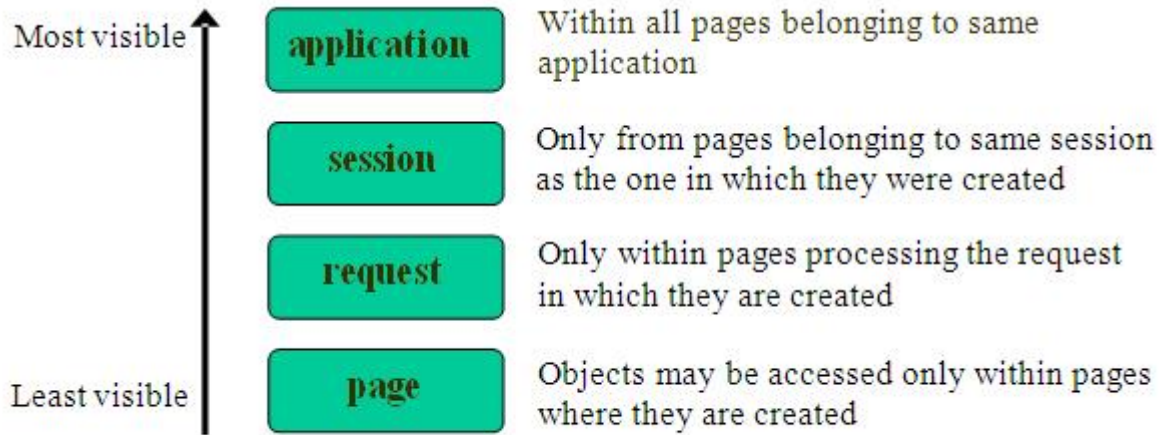 Most visible
application
Within all pages belonging to same
application
session
Only from pages belonging to same session
as the one in which they were created
request
Only within pages processing the request
in which they are created
Least visible
page
Objects may be accessed only within pages
where they are created